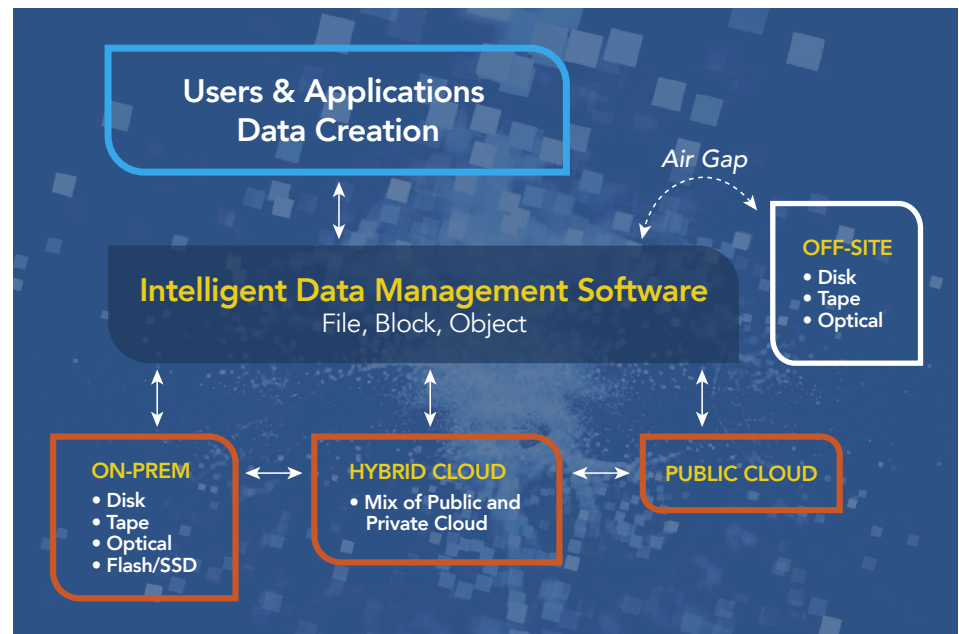 Users & Applications
Data Creation
Air Gap
OFF-SITE
• Disk
• Tape
• Optical
Intelligent Data Management Software
File, Block, Object
ON-PREM
• Disk
• Tape
• Optical
• Flash/SSD
HYBRID CLOUD
• Mix of Public and
Private Cloud
PUBLIC CLOUD